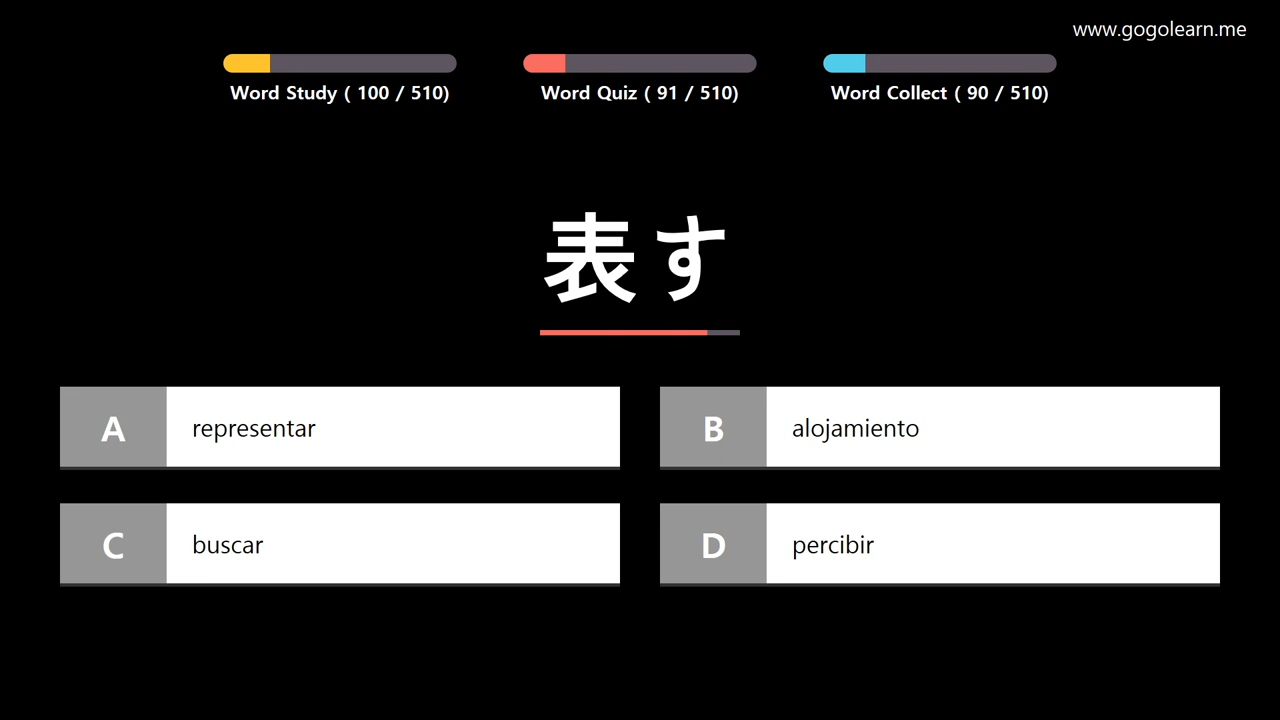 www.gogolearn.me
Word Study ( 100 / 510)
Word Quiz ( 91 / 510)
Word Collect ( 90 / 510)
表す
A representar
B alojamiento
C buscar
D percibir